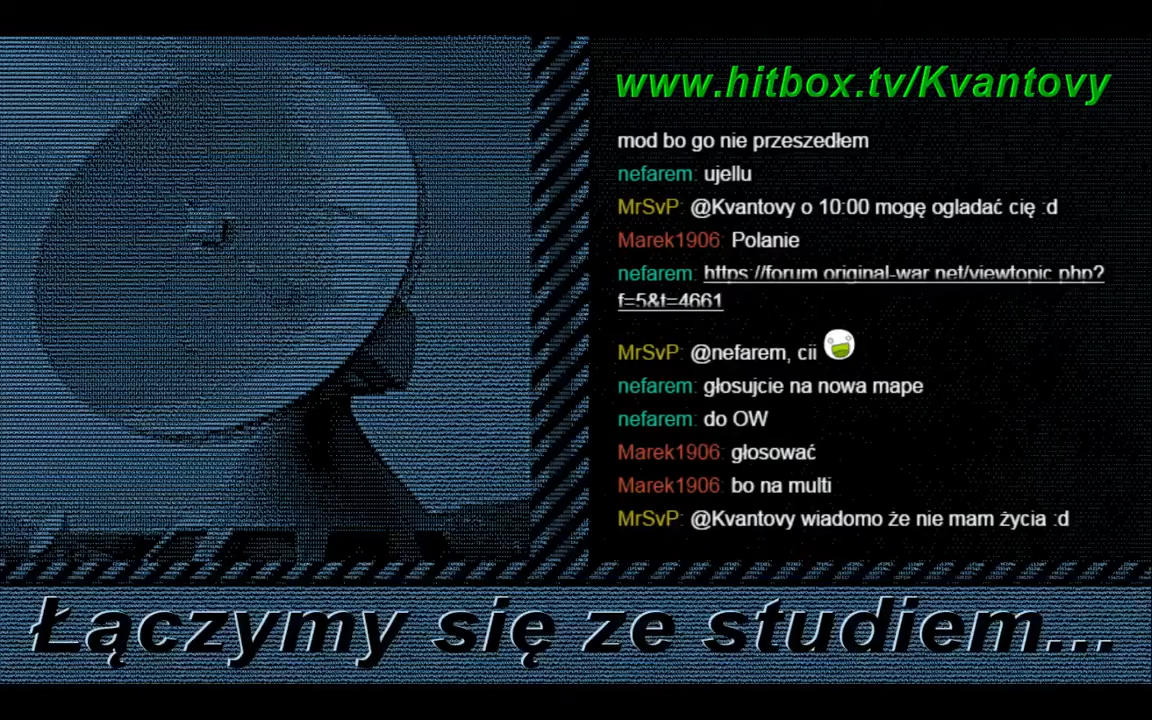 www.hitbox.tv/Kvantovy
mod bo go nie przeszedłem
nefarem: ujellu
MrSvP: @Kvantovy o 10:00 mogę ogladać cię :d
Marek1906: Polanie
nefarem: https://forum.original-war.net/viewtopic.php?
f=5&t=4661
MrSvP: @nefarem, cii
nefarem: głosujcie na nowa mape
nefarem: do OW
Marek1906: głosować
Marek1906: bo na multi
MrSvP: @Kvantovy wiadomo że nie mam życia :d
Łączymy się ze studiem...